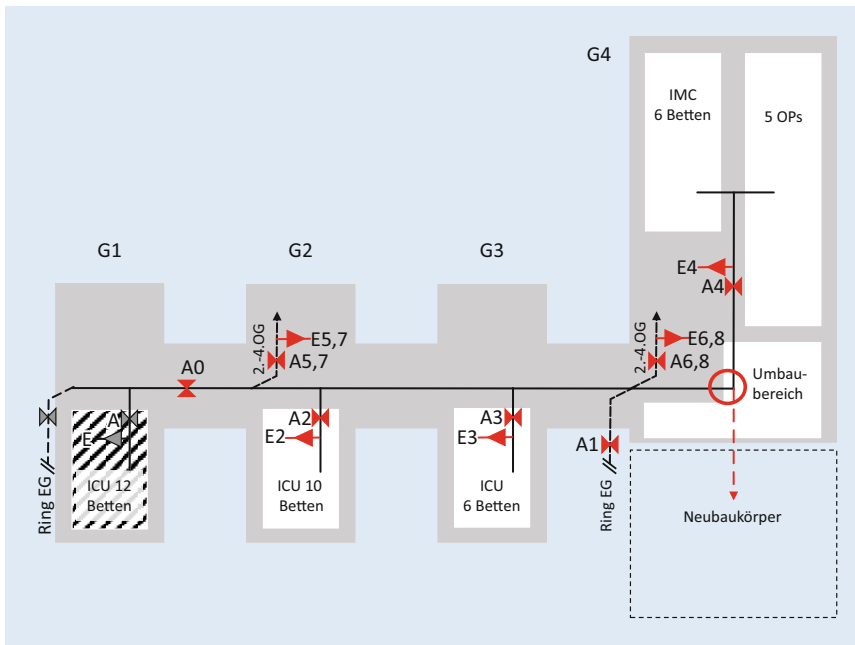 G4
IMC
6 Betten
5 OPs
G1
G2
G3
E4
A4
2.-4.OG
E5,7
A5,7
2.-4.OG
E6,8
A6,8
A0
Umbau-
bereich
A
E
A2
E2
A3
E3
A1
ICU 12
Betten
ICU 10
Betten
ICU
6 Betten
Ring EG
Ring EG
Neubaukörper